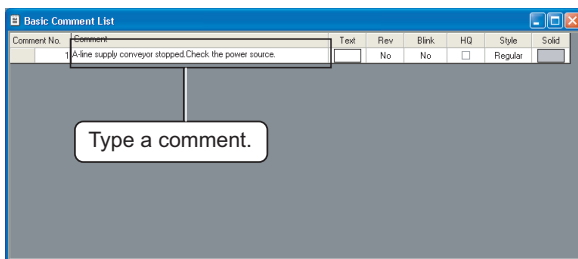 Basic Comment List
Comment No. Comment Text Rev Blink HQ Style Solid
1 A-line supply conveyor stopped.Check the power source. No No Regular
Type a comment.